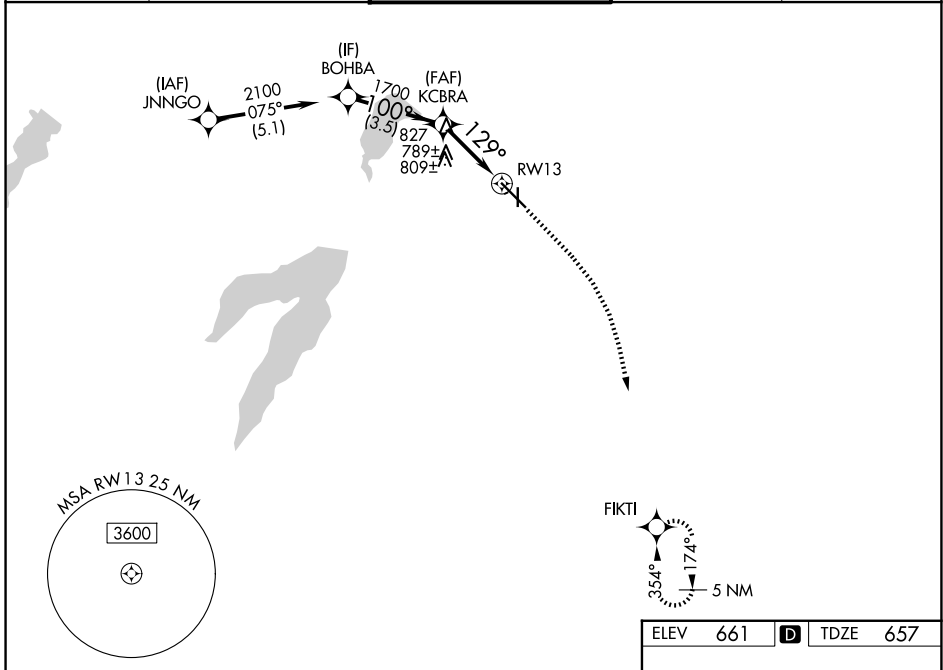 (IF)
BOHBA
(IAF)
JNNGO
2100
075°
(5.1)
1700
100°
(3.5)
(FAF)
KCBRA
827
789±
809±
129°
RW13
MSA RW13 25 NM
3600
FIKTI
354°
174°
5 NM
ELEV 661 D TDZE 657